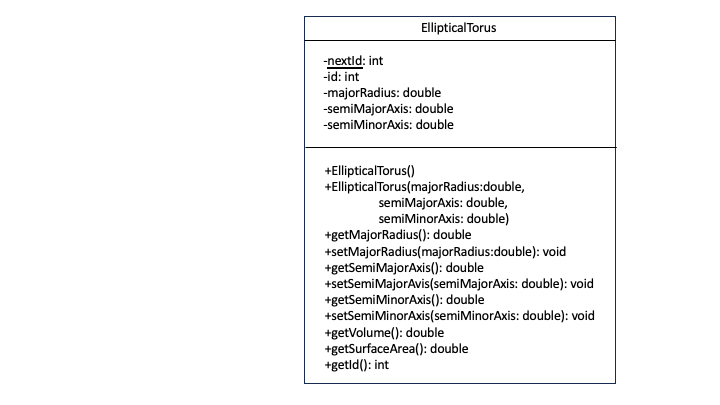 EllipticalTorus
-nextId: int
-id: int
-majorRadius: double
-semiMajorAxis: double
-semiMinorAxis: double
+EllipticalTorus()
+EllipticalTorus(majorRadius:double,
semiMajorAxis: double,
semiMinorAxis: double)
+getMajorRadius(): double
+setMajorRadius(majorRadius:double): void
+getSemiMajorAxis(): double
+setSemiMajorAvis(semiMajorAxis: double): void
+getSemiMinorAxis(): double
+setSemiMinorAxis(semiMinorAxis: double): void
+getVolume(): double
+getSurfaceArea(): double
+getId(): int